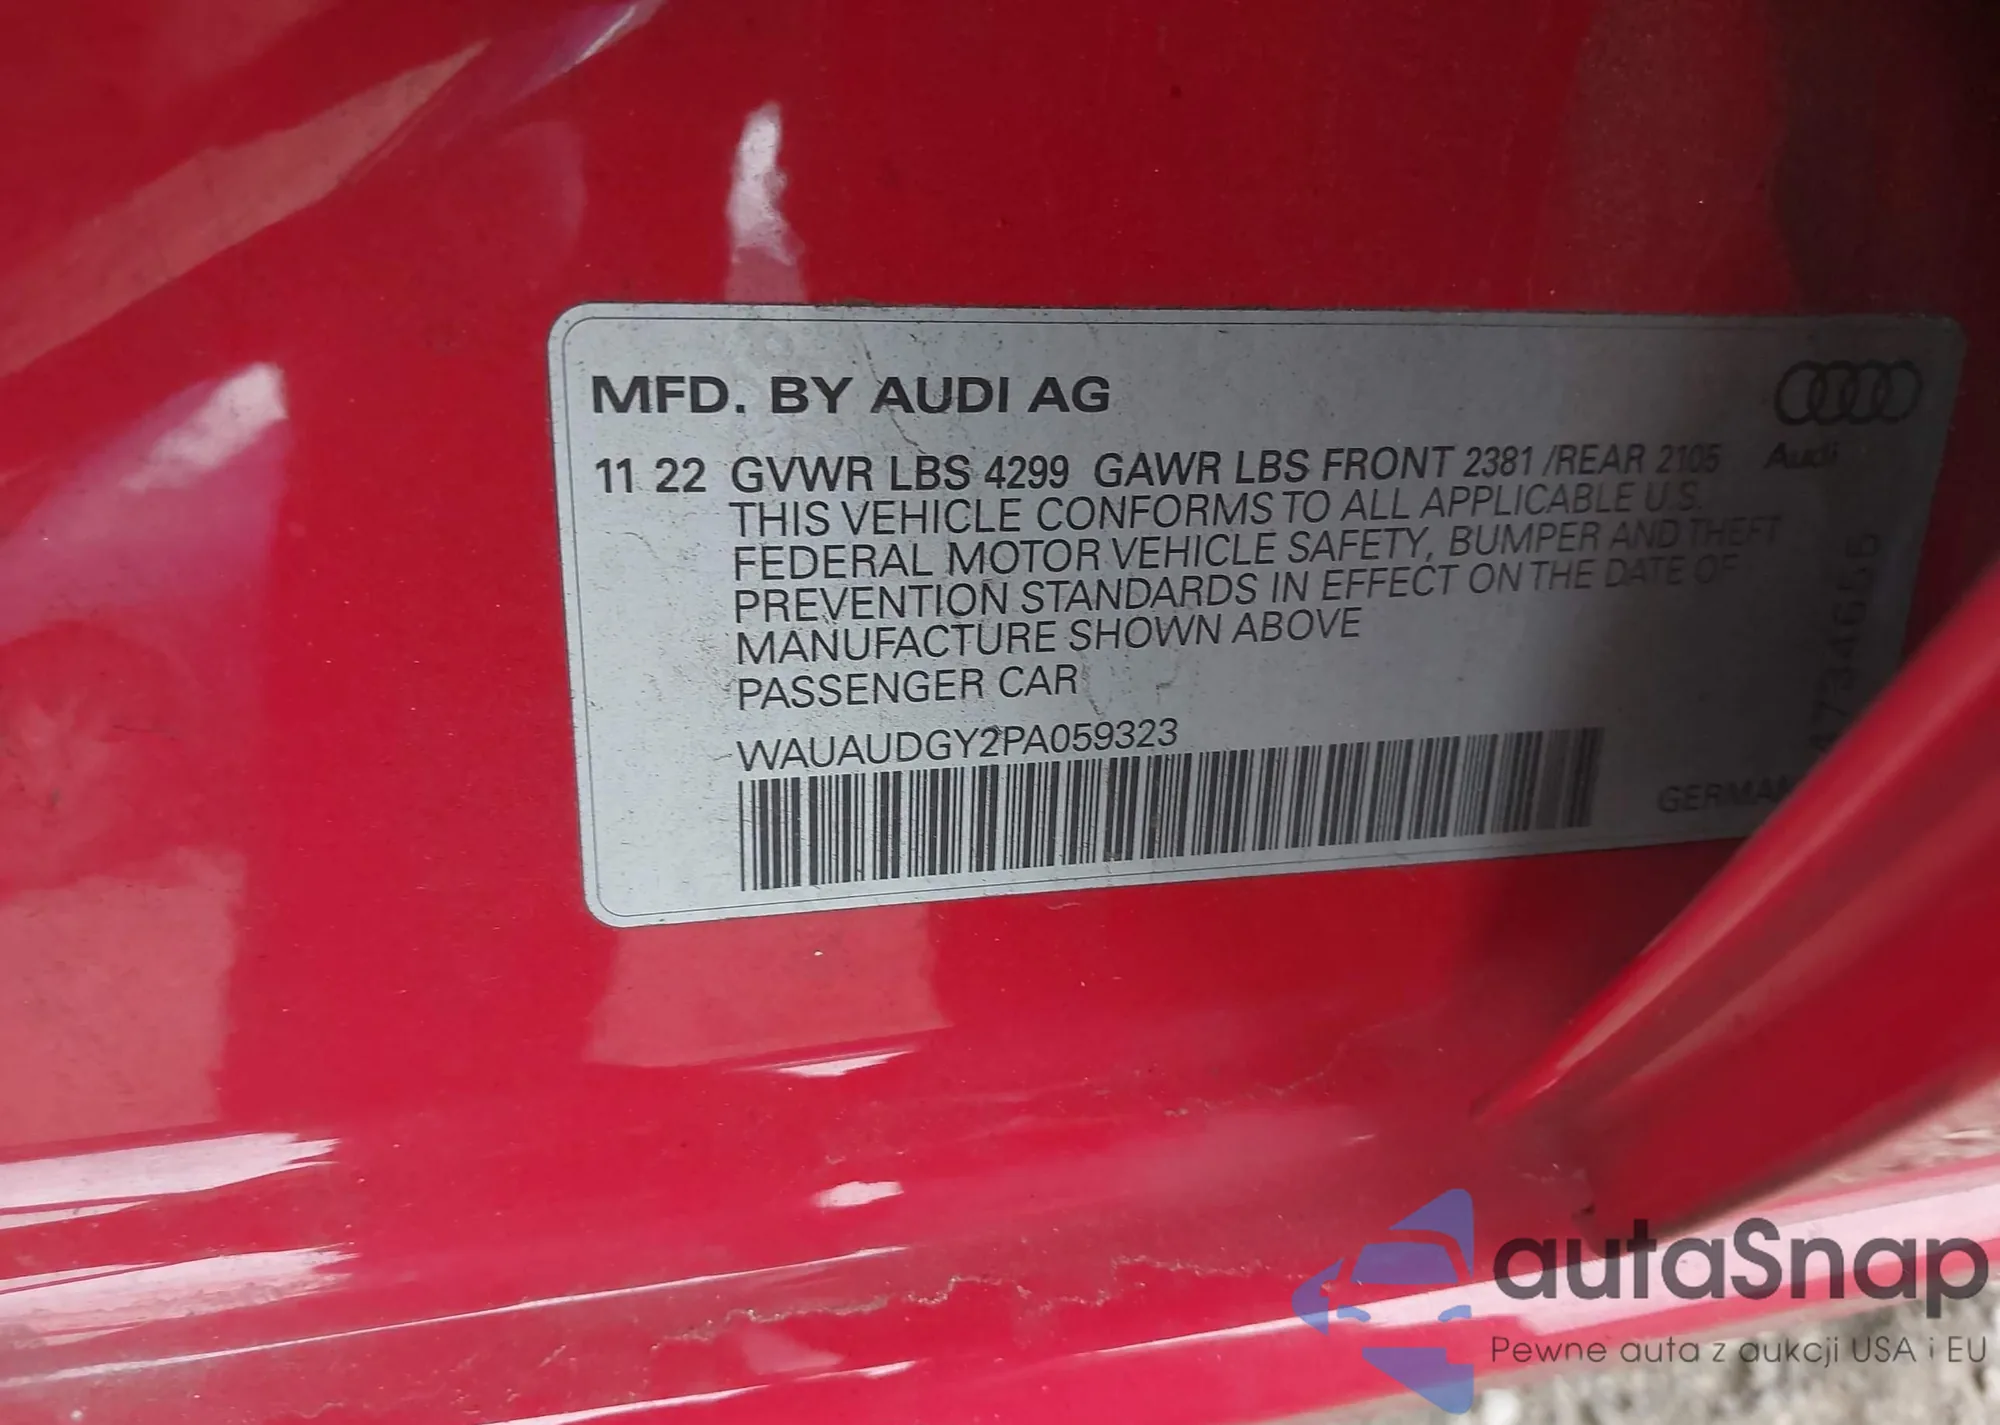 MFD. BY AUDI AG
Audi
11 22 GVWR LBS 4299 GAWR LBS FRONT 2381 /REAR 2105
THIS VEHICLE CONFORMS TO ALL APPLICABLE U.S.
FEDERAL MOTOR VEHICLE SAFETY, BUMPER AND THEFT
PREVENTION STANDARDS IN EFFECT ON THE DATE OF
MANUFACTURE SHOWN ABOVE
PASSENGER CAR
WAUAUDGY2PA059323
autaSnap
Pewne auta z aukcji USA i EU